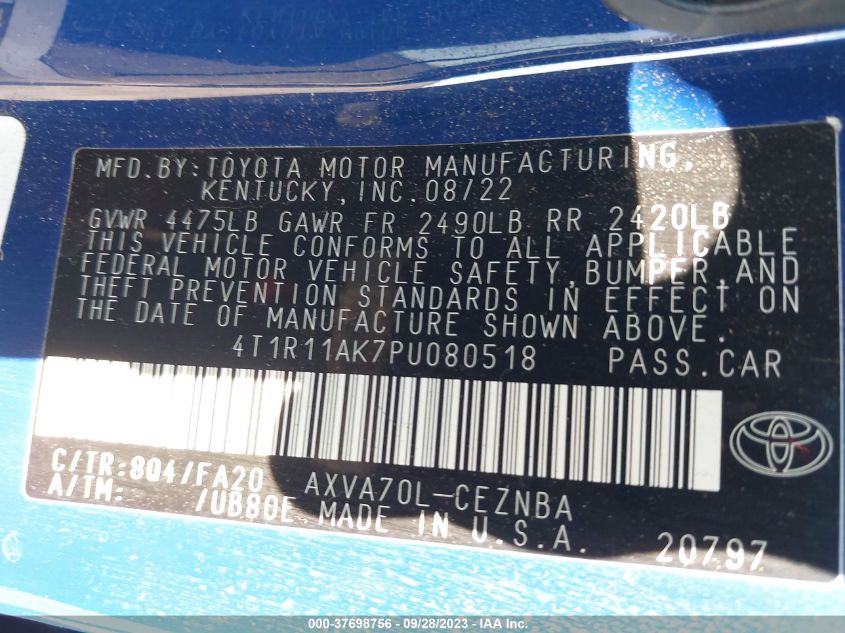 MFD.BY:TOYOTA MOTOR MANUFACTURING,
KENTUCKY,INC.08/22
GVWR 4475LB GAWR FR 2490LB RR 2420LB
THIS VEHICLE CONFORMS TO ALL APPLICABLE
FEDERAL MOTOR VEHICLE SAFETY,BUMPER,AND
THEFT PREVENTION STANDARDS IN EFFECT ON
THE DATE OF MANUFACTURE SHOWN ABOVE.
4T1R11AK7PU080518 PASS.CAR
C/TR:8Q4/FA20 AXVA70L-CEZNBA
A/TM: /UB80E MADE IN U.S.A. 20797
AXO-37698756 - 09/28/2023 - IAA Inc.